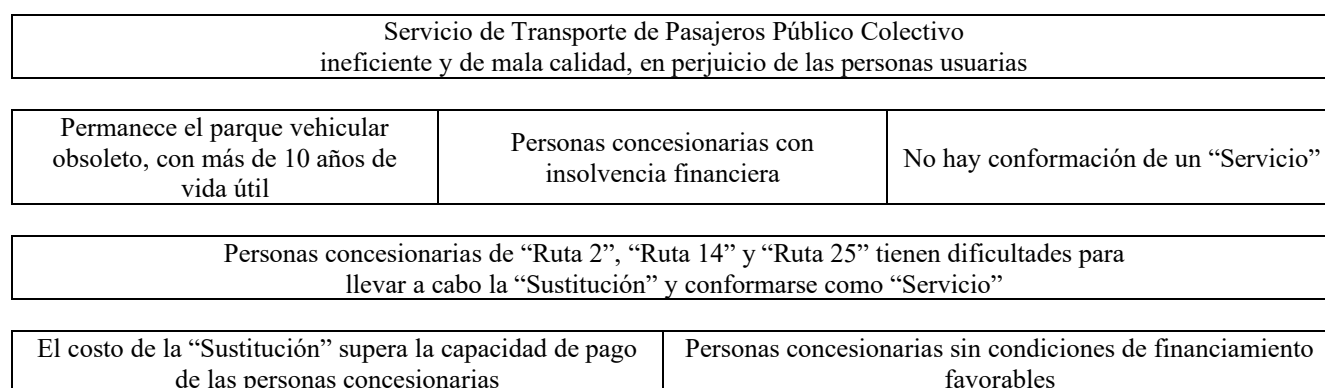 Servicio de Transporte de Pasajeros Público Colectivo
ineficiente y de mala calidad, en perjuicio de las personas usuarias
Permanece el parque vehicular
obsoleto, con más de 10 años de
vida útil
Personas concesionarias con
insolvencia financiera
No hay conformación de un “Servicio”
Personas concesionarias de “Ruta 2”, “Ruta 14” y “Ruta 25” tienen dificultades para
llevar a cabo la “Sustitución” y conformarse como “Servicio”
El costo de la “Sustitución” supera la capacidad de pago
de las personas concesionarias
Personas concesionarias sin condiciones de financiamiento
favorables